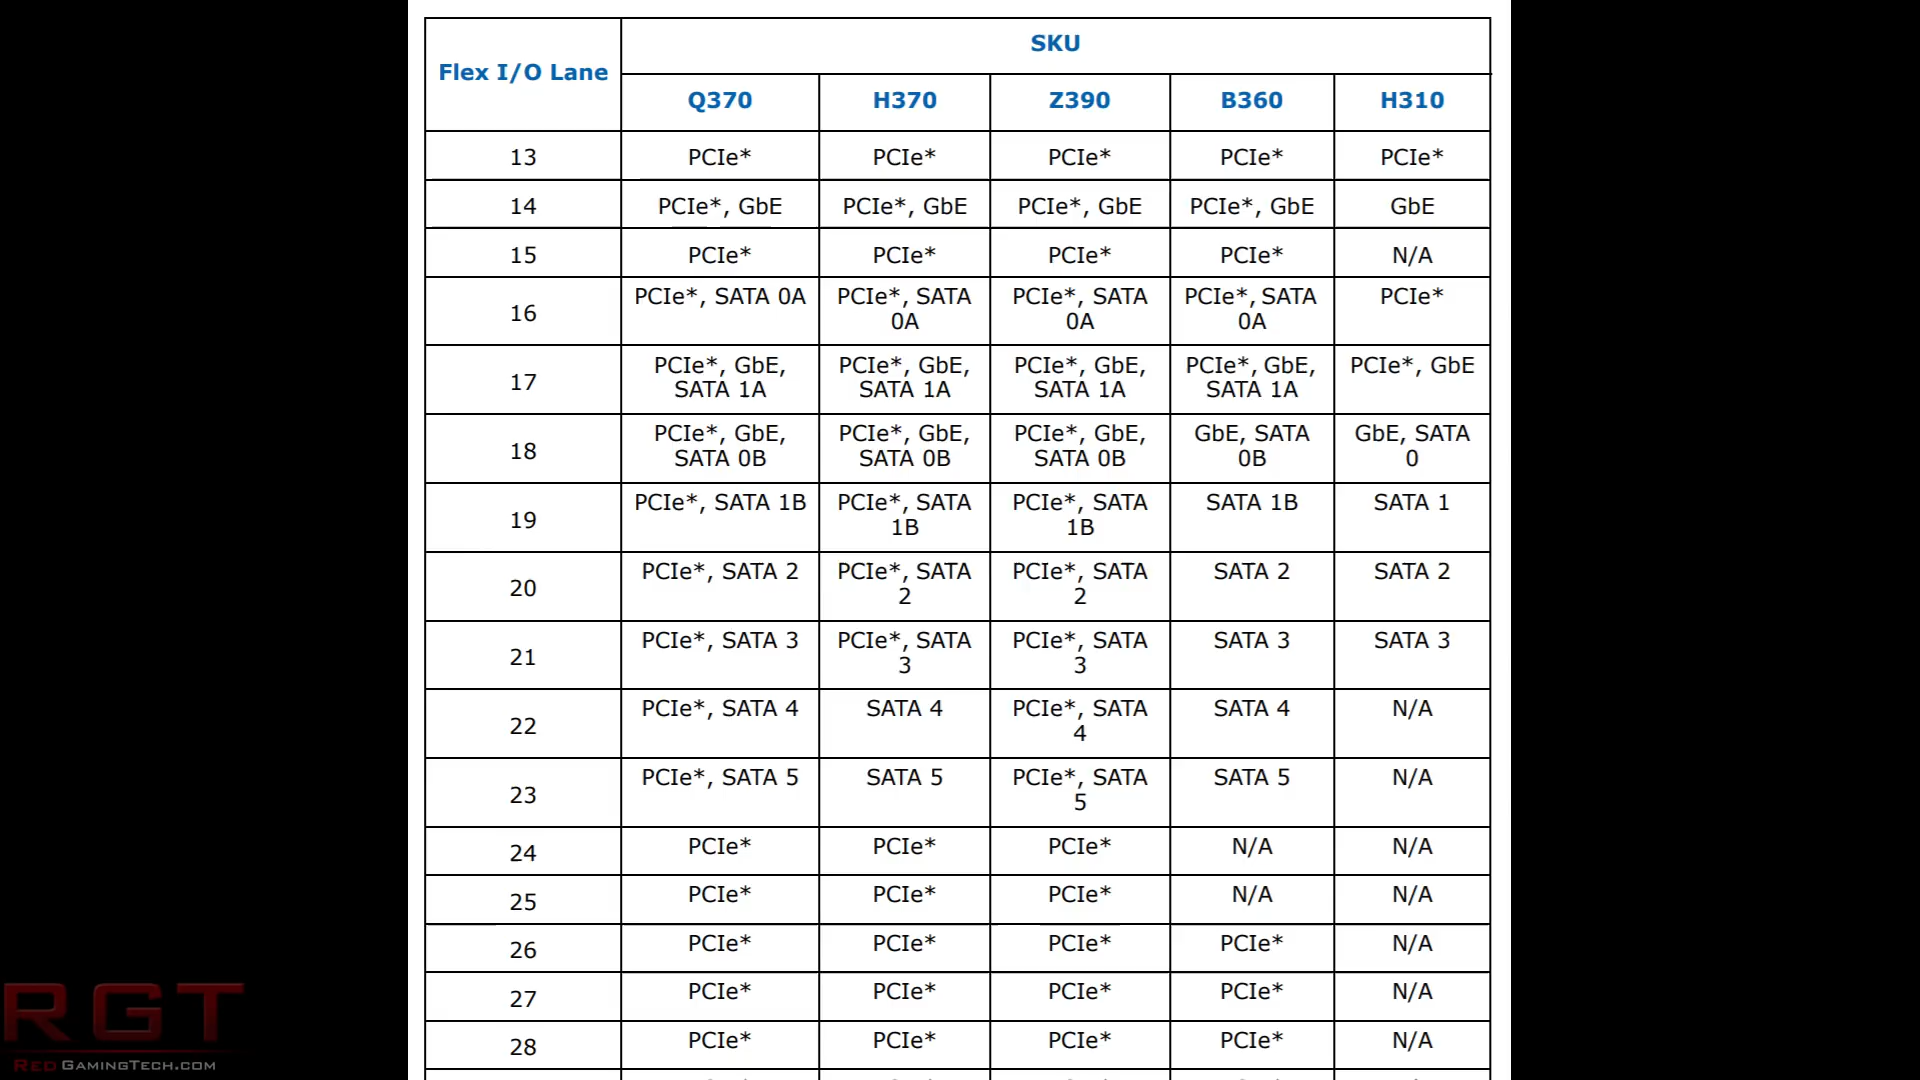 SKU
Flex I/O Lane
Q370 H370 Z390 B360 H310
13 PCIe* PCIe* PCIe* PCIe* PCIe*
14 PCIe*, GbE PCIe*, GbE PCIe*, GbE PCIe*, GbE GbE
15 PCIe* PCIe* PCIe* PCIe* N/A
PCIe*, SATA 0A PCIe*, SATA PCIe*, SATA PCIe*, SATA PCIe*
16 0A 0A 0A
PCIe*, GbE, PCIe*, GbE, PCIe*, GbE, PCIe*, GbE, PCIe*, GbE
17 SATA 1A SATA 1A SATA 1A SATA 1A
PCIe*, GbE, PCIe*, GbE, PCIe*, GbE, GbE, SATA GbE, SATA
18 SATA 0B SATA 0B SATA 0B 0B 0
PCIe*, SATA 1B PCIe*, SATA PCIe*, SATA SATA 1B SATA 1
19 1B 1B
PCIe*, SATA 2 PCIe*, SATA PCIe*, SATA SATA 2 SATA 2
20 2 2
PCIe*, SATA 3 PCIe*, SATA PCIe*, SATA SATA 3 SATA 3
21 3 3
PCIe*, SATA 4 SATA 4 PCIe*, SATA SATA 4 N/A
22 4
PCIe*, SATA 5 SATA 5 PCIe*, SATA SATA 5 N/A
23 5
24 PCIe* PCIe* PCIe* N/A N/A
25 PCIe* PCIe* PCIe* N/A N/A
26 PCIe* PCIe* PCIe* PCIe* N/A
27 PCIe* PCIe* PCIe* PCIe* N/A
28 PCIe* PCIe* PCIe* PCIe* N/A
RGT
REDGAMINGTECH.COM